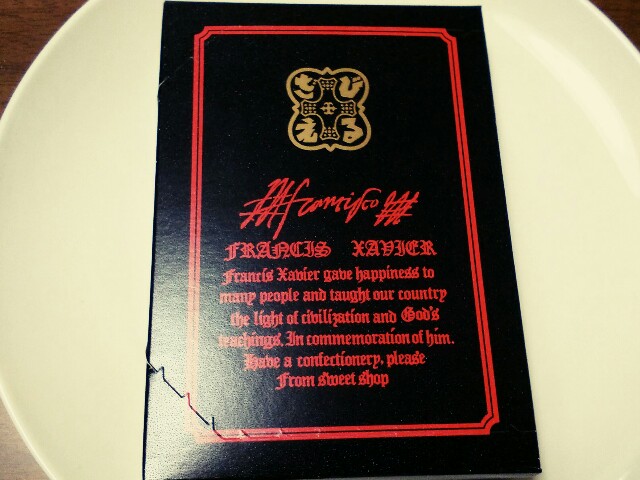 ざびえる
Francisco
FRANCIS XAVIER
Francis Xavier gave happiness to
many people and taught our country
the light of civilization and God's
teachings. In commemoration of him.
Have a confectionery, please
From sweet shop